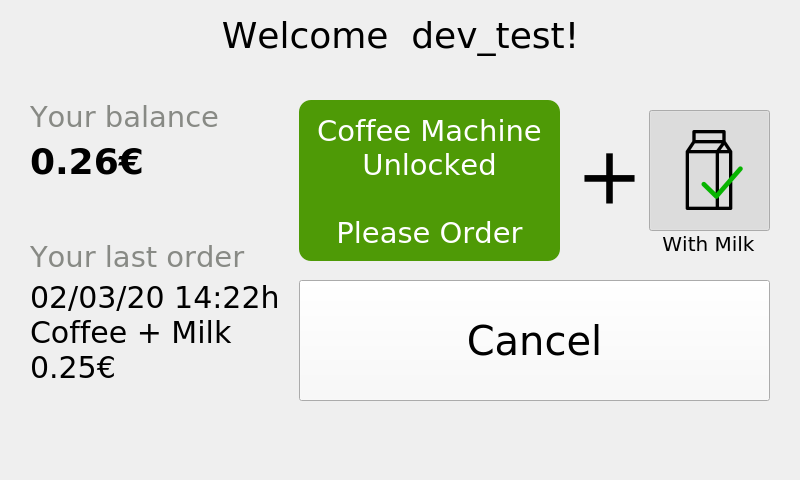 Welcome  dev_test!
Your balance
0.26€
Your last order
02/03/20 14:22h
Coffee + Milk
0.25€
Coffee Machine
Unlocked
Please Order
+
With Milk
Cancel